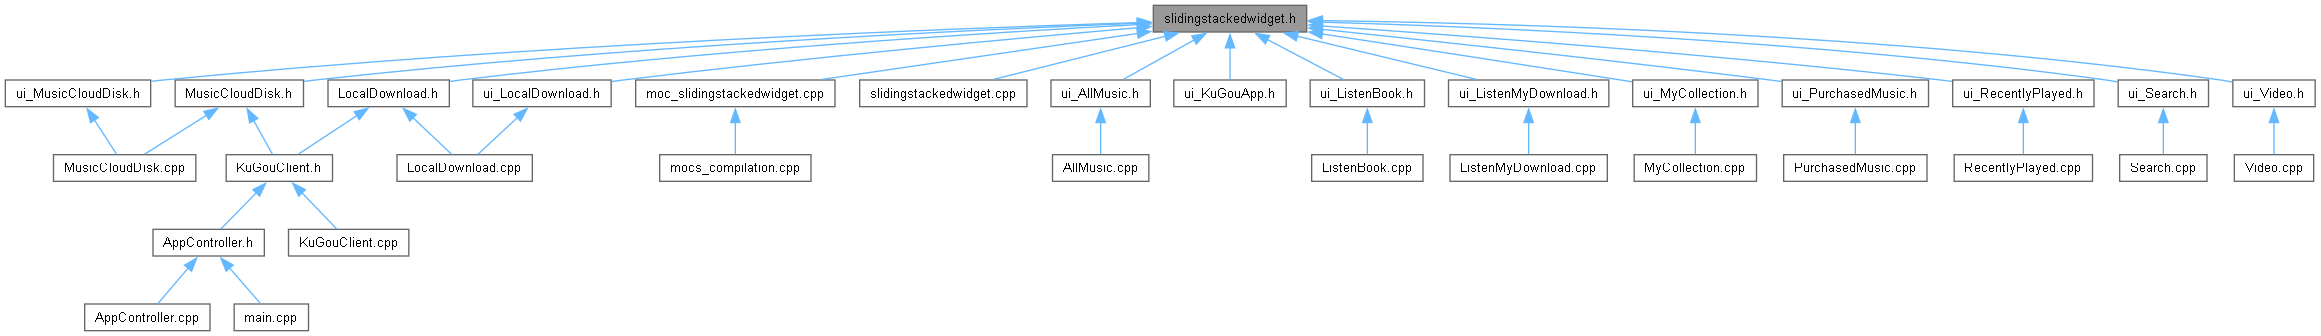 slidingstackedwidget.h
ui_MusicCloudDisk.h
MusicCloudDisk.h
LocalDownload.h
ui_LocalDownload.h
moc_slidingstackedwidget.cpp
slidingstackedwidget.cpp
ui_AllMusic.h
ui_KuGouApp.h
ui_ListenBook.h
ui_ListenMyDownload.h
ui_MyCollection.h
ui_PurchasedMusic.h
ui_RecentlyPlayed.h
ui_Search.h
ui_Video.h
MusicCloudDisk.cpp
KuGouClient.h
LocalDownload.cpp
mocs_compilation.cpp
AllMusic.cpp
ListenBook.cpp
ListenMyDownload.cpp
MyCollection.cpp
PurchasedMusic.cpp
RecentlyPlayed.cpp
Search.cpp
Video.cpp
AppController.h
KuGouClient.cpp
AppController.cpp
main.cpp